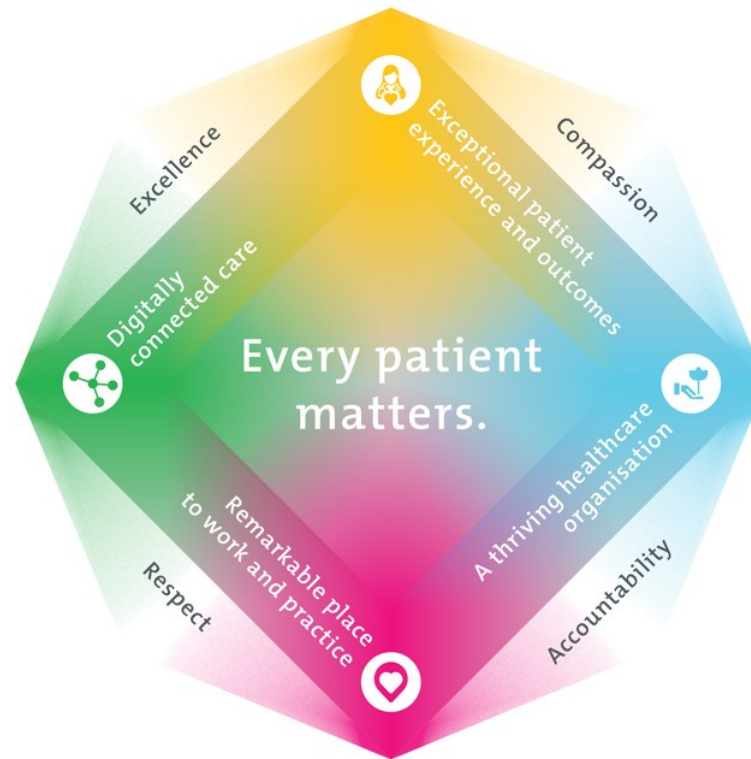 Excellence
Compassion
Exceptional patient
experience and outcomes
Digitally
connected care
Every patient
matters.
A thriving healthcare
organisation
Remarkable place
to work and practice
Respect
Accountability